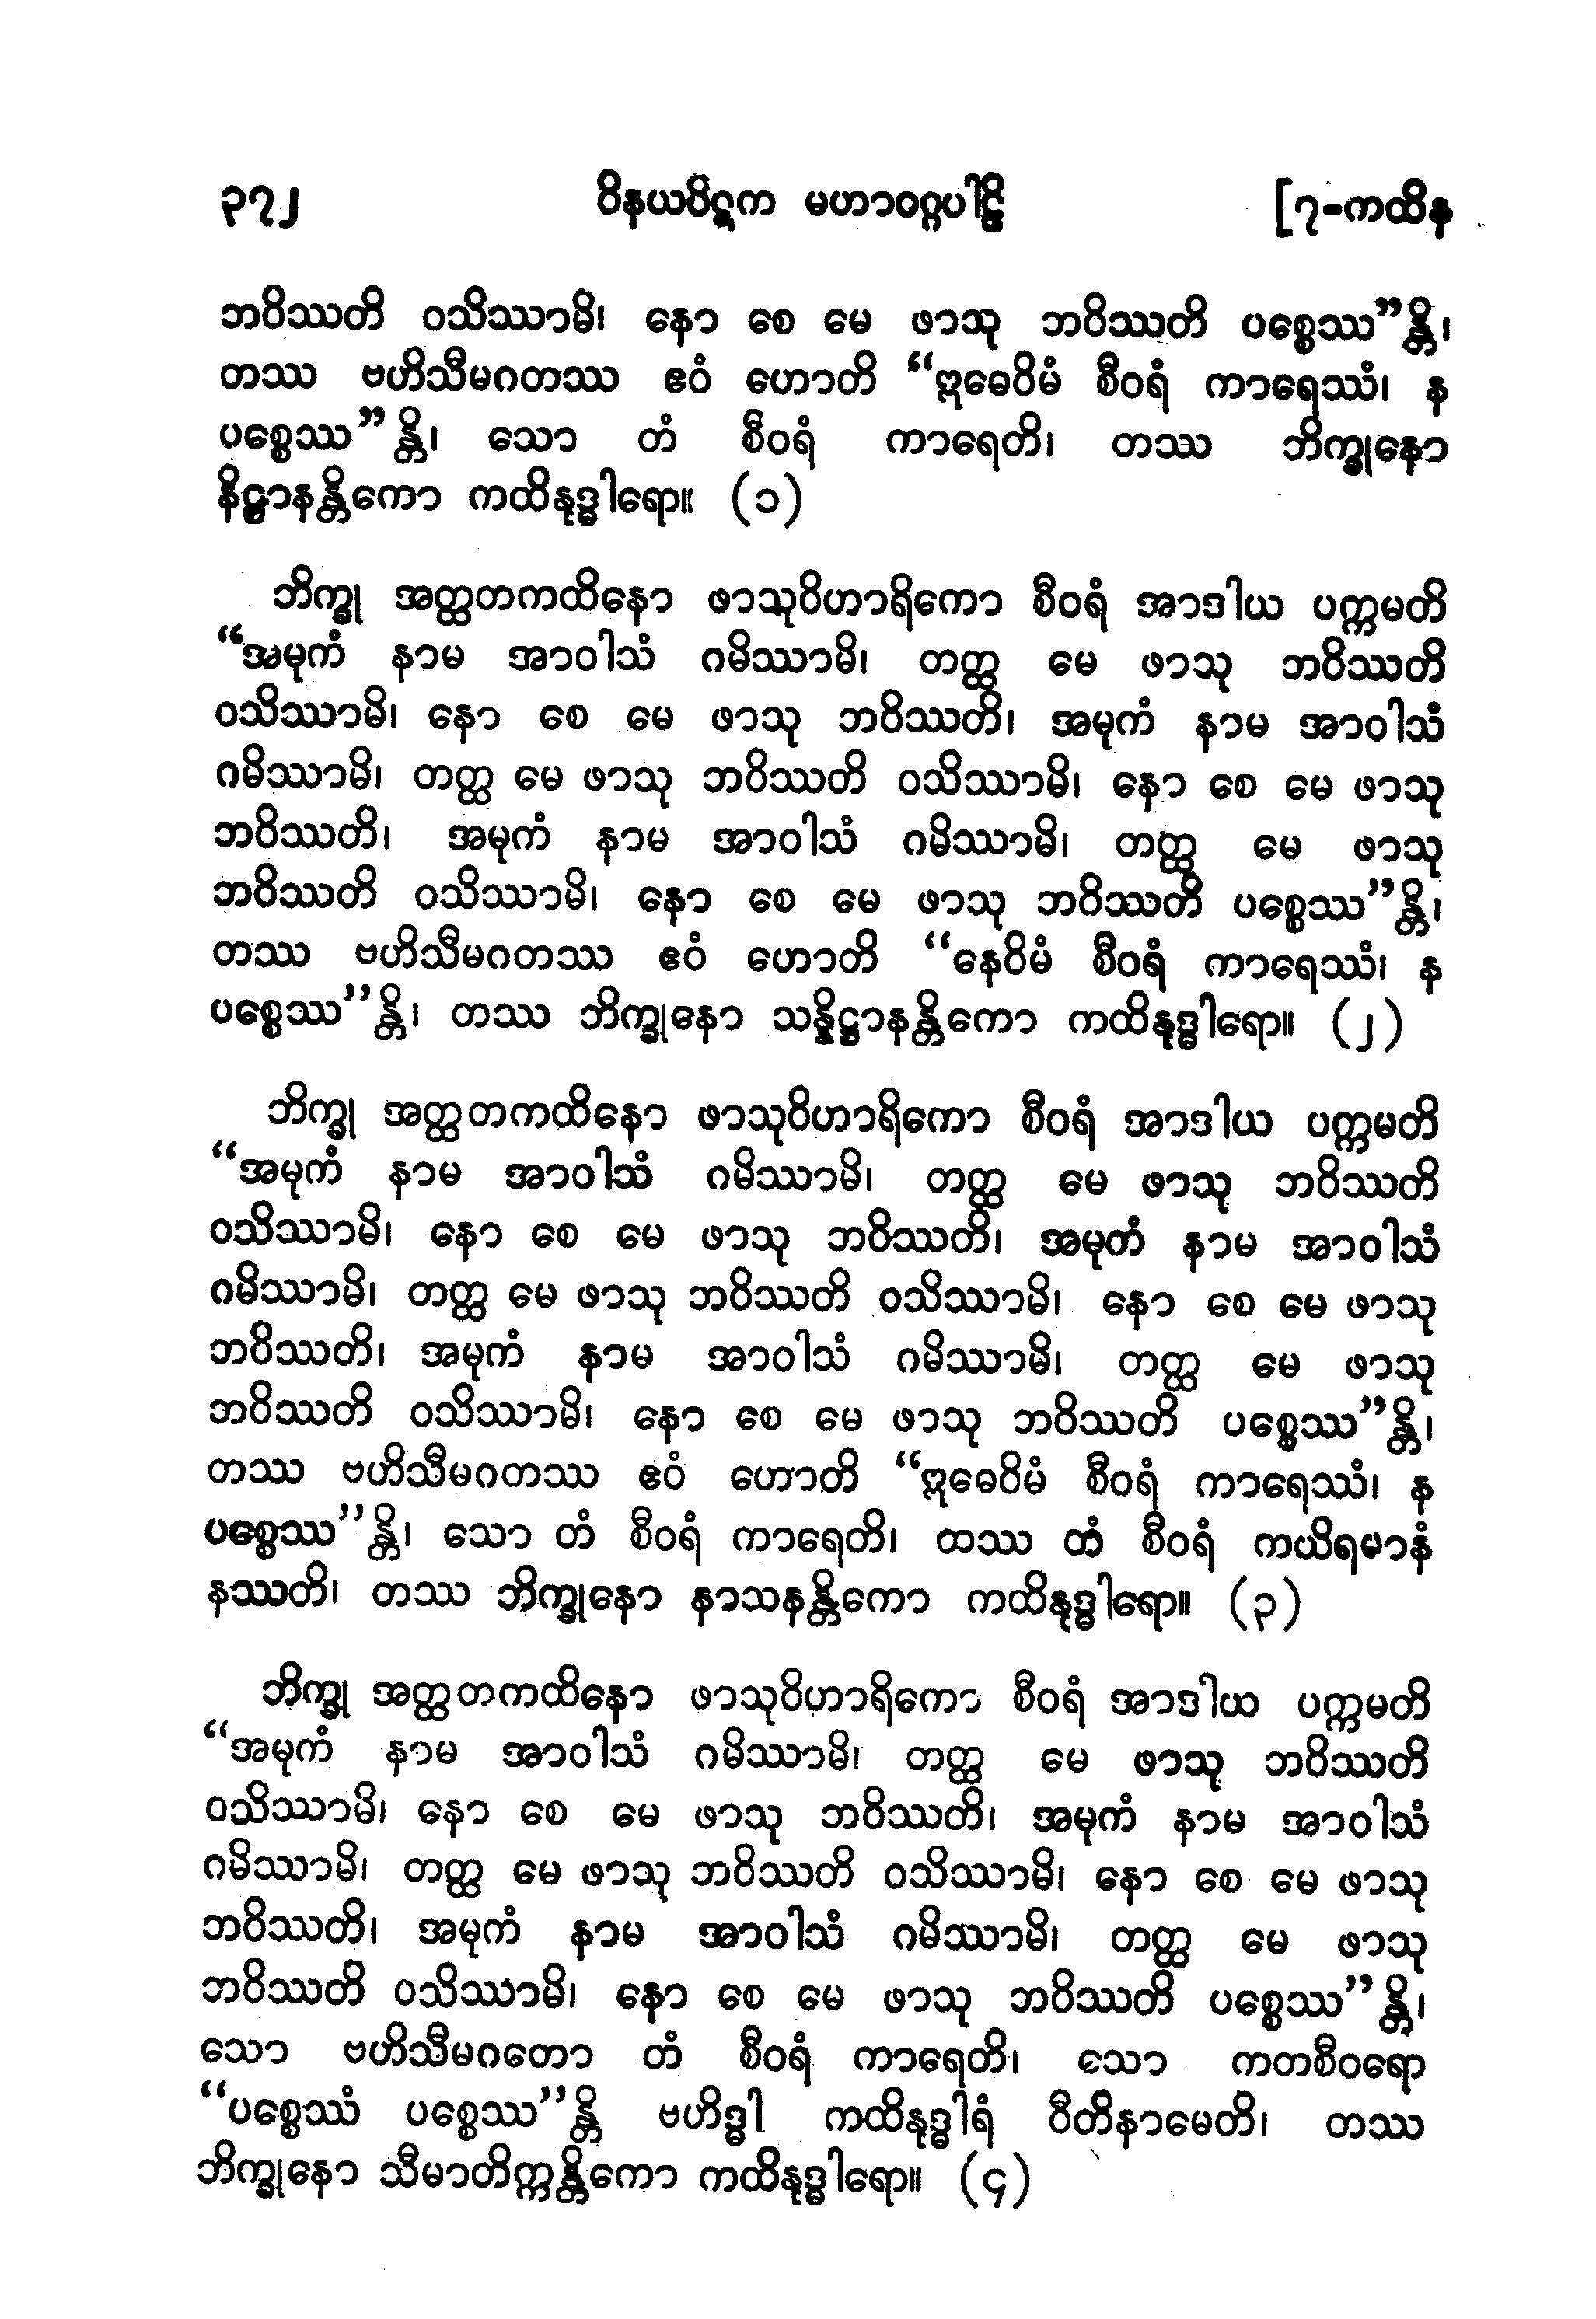 ၃၇၂ ဝိနယပိဋက မဟာဝဂ္ဂပါဠိ [၇-ကထိန
ဘဝိဿတိ ဝသိဿာမိ၊ နော စေ မေ ဖာသု ဘဝိဿတိ ပစ္စေဿ”န္တိ၊
တဿ ဗဟိသီမဂတဿ ဧဝံ ဟောတိ “ဣဓေဝိမံ စီဝရံ ကာရေဿံ၊ န
ပစ္စေဿ”န္တိ၊ သော တံ စီဝရံ ကာရေတိ၊ တဿ ဘိက္ခုနော
နိဋ္ဌာနန္တိကော ကထိနုဒ္ဓါရော။ (၁)
ဘိက္ခု အတ္ထတကထိနော ဖာသုဝိဟာရိကော စီဝရံ အာဒါယ ပက္ကမတိ
“အမုကံ နာမ အာဝါသံ ဂမိဿာမိ၊ တတ္ထ မေ ဖာသု ဘဝိဿတိ
ဝသိဿာမိ၊ နော စေ မေ ဖာသု ဘဝိဿတိ၊ အမုကံ နာမ အာဝါသံ
ဂမိဿာမိ၊ တတ္ထ မေ ဖာသု ဘဝိဿတိ ဝသိဿာမိ၊ နော စေ မေ ဖာသု
ဘဝိဿတိ၊ အမုကံ နာမ အာဝါသံ ဂမိဿာမိ၊ တတ္ထ မေ ဖာသု
ဘဝိဿတိ ဝသိဿာမိ၊ နော စေ မေ ဖာသု ဘဝိဿတိ ပစ္စေဿ”န္တိ၊
တဿ ဗဟိသီမဂတဿ ဧဝံ ဟောတိ “နေဝိမံ စီဝရံ ကာရေဿံ၊ န
ပစ္စေဿ”န္တိ၊ တဿ ဘိက္ခုနော သန္နိဋ္ဌာနန္တိကော ကထိနုဒ္ဓါရော။ (၂)
ဘိက္ခု အတ္ထတကထိနော ဖာသုဝိဟာရိကော စီဝရံ အာဒါယ ပက္ကမတိ
“အမုကံ နာမ အာဝါသံ ဂမိဿာမိ၊ တတ္ထ မေ ဖာသု ဘဝိဿတိ
ဝသိဿာမိ၊ နော စေ မေ ဖာသု ဘဝိဿတိ၊ အမုကံ နာမ အာဝါသံ
ဂမိဿာမိ၊ တတ္ထ မေ ဖာသု ဘဝိဿတိ ဝသိဿာမိ၊ နော စေ မေ ဖာသု
ဘဝိဿတိ၊ အမုကံ နာမ အာဝါသံ ဂမိဿာမိ၊ တတ္ထ မေ ဖာသု
ဘဝိဿတိ ဝသိဿာမိ၊ နော စေ မေ ဖာသု ဘဝိဿတိ ပစ္စေဿ”န္တိ၊
တဿ ဗဟိသီမဂတဿ ဧဝံ ဟောတိ “ဣဓေဝိမံ စီဝရံ ကာရေဿံ၊ န
ပစ္စေဿ”န္တိ၊ သော တံ စီဝရံ ကာရေတိ၊ ထဿ တံ စီဝရံ ကယိရမာနံ
နဿတိ၊ တဿ ဘိက္ခုနော နာသနန္တိကော ကထိနုဒ္ဓါရော။ (၃)
ဘိက္ခု အတ္ထတကထိနော ဖာသုဝိဟာရိကော စီဝရံ အာဒါယ ပက္ကမတိ
“အမုကံ နာမ အာဝါသံ ဂမိဿာမိ၊ တတ္ထ မေ ဖာသု ဘဝိဿတိ
ဝသိဿာမိ၊ နော စေ မေ ဖာသု ဘဝိဿတိ၊ အမုကံ နာမ အာဝါသံ
ဂမိဿာမိ၊ တတ္ထ မေ ဖာသု ဘဝိဿတိ ဝသိဿာမိ၊ နော စေ မေ ဖာသု
ဘဝိဿတိ၊ အမုကံ နာမ အာဝါသံ ဂမိဿာမိ၊ တတ္ထ မေ ဖာသု
ဘဝိဿတိ ဝသိဿာမိ၊ နော စေ မေ ဖာသု ဘဝိဿတိ ပစ္စေဿ”န္တိ၊
သော ဗဟိသီမဂတော တံ စီဝရံ ကာရေတိ၊ သော ကတစီဝရော
“ပစ္စေဿံ ပစ္စေဿ”န္တိ ဗဟိဒ္ဓါ ကထိနုဒ္ဓါရံ ဝီတိနာမေတိ၊ တဿ
ဘိက္ခုနော သီမာတိက္ကန္တိကော ကထိနုဒ္ဓါရော။ (၄)